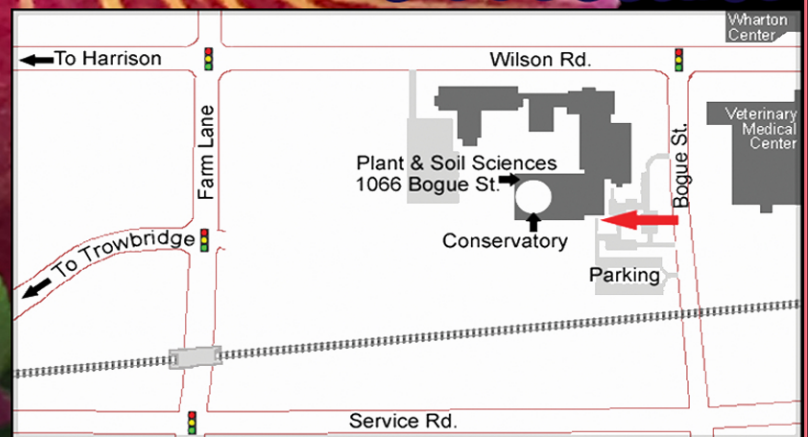 Wharton
Center
To Harrison
Wilson Rd.
Farm Lane
Veterinary
Medical
Center
Bogue St.
Plant & Soil Sciences
1066 Bogue St.
To Trowbridge
Conservatory
Parking
Service Rd.